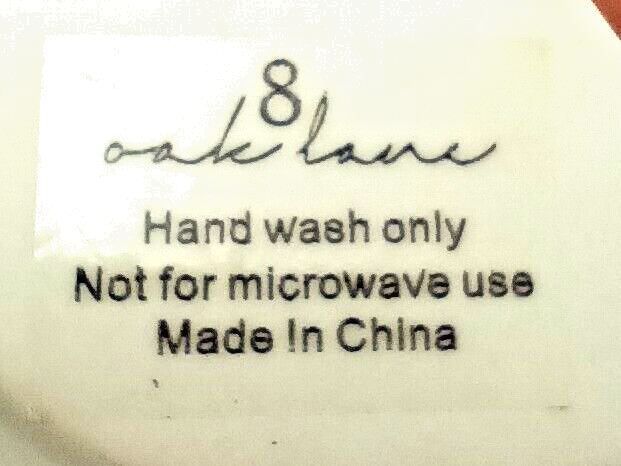 8
oak lane
Hand wash only
Not for microwave use
Made In China